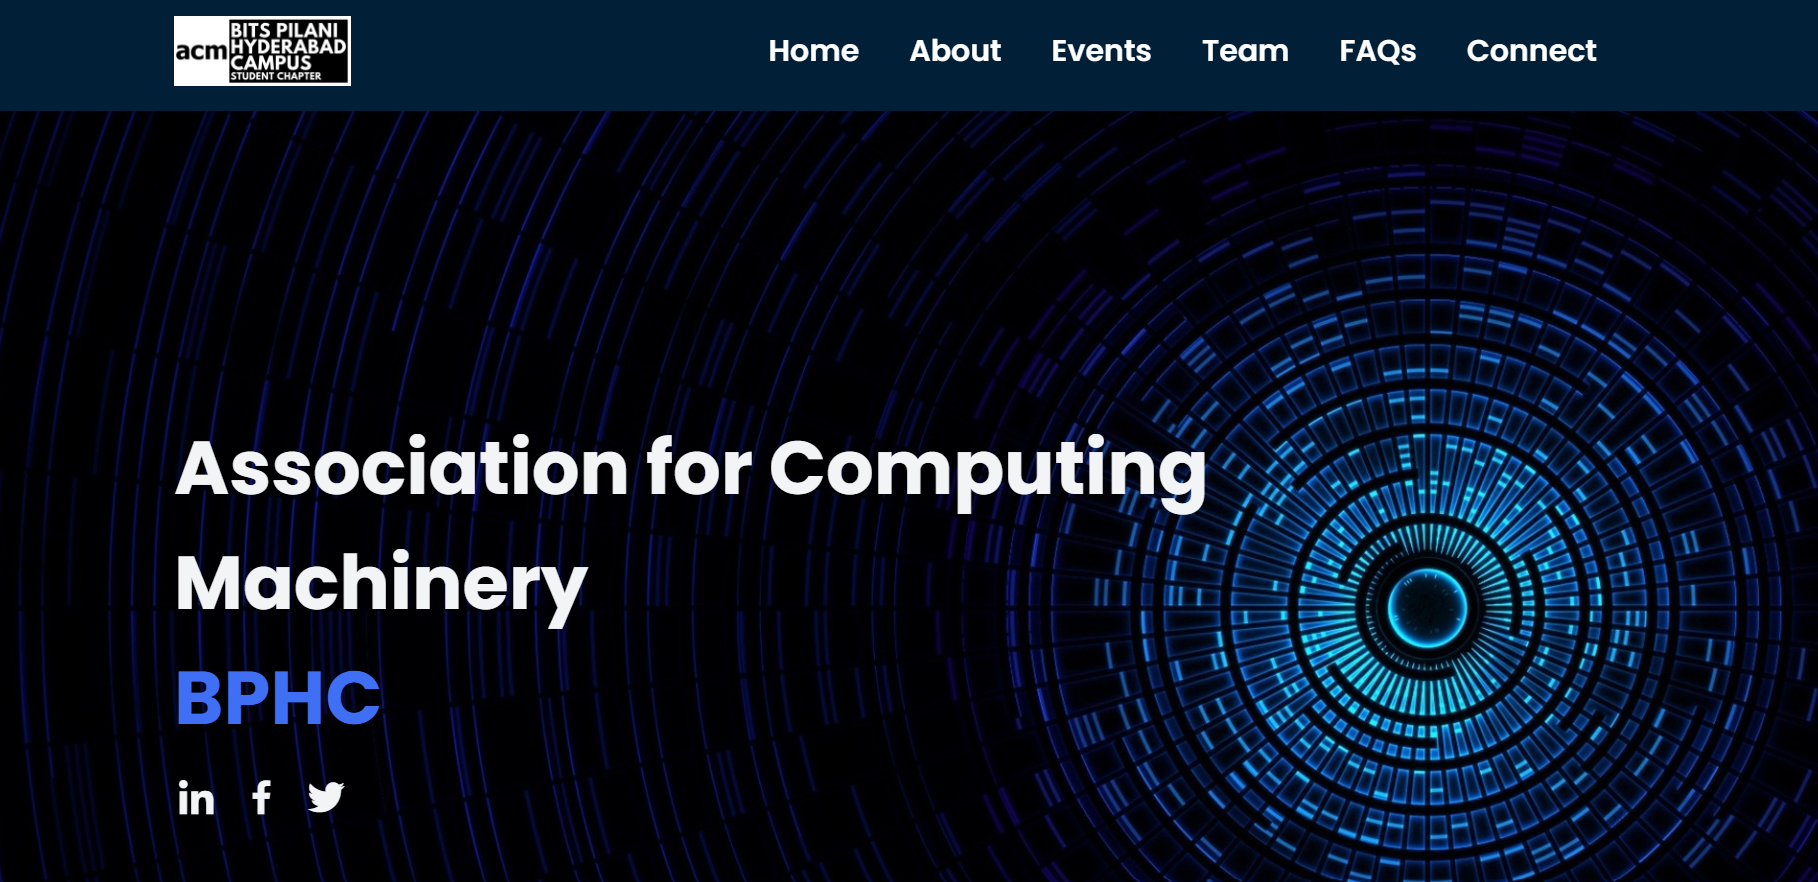 acm
BITS PILANI
HYDERABAD
CAMPUS
STUDENT CHAPTER
Home About Events Team FAQs Connect
Association for Computing
Machinery
BPHC
in f